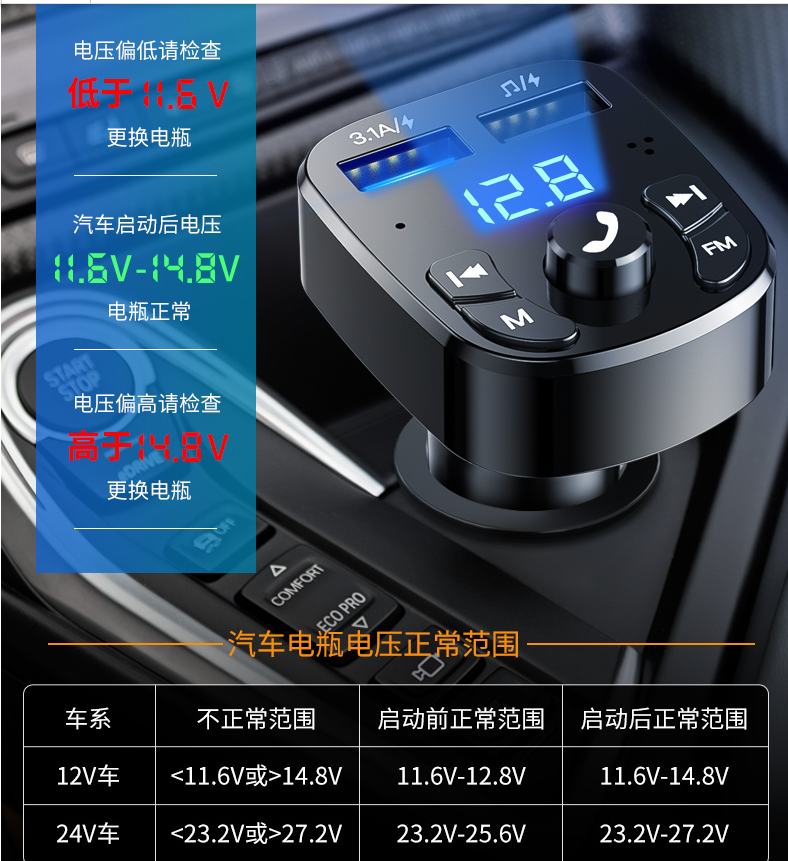 电压偏低请检查
低于11.6 V
更换电瓶
汽车启动后电压
11.6V-14.8V
电瓶正常
电压偏高请检查
高于14.8V
更换电瓶
3.1A/
12.8
FM
M
START
STOP
DRIVE
OFF
COMFORT
ECO PRO
汽车电瓶电压正常范围
车系 不正常范围 启动前正常范围 启动后正常范围
12V车 <11.6V或>14.8V 11.6V-12.8V 11.6V-14.8V
24V车 <23.2V或>27.2V 23.2V-25.6V 23.2V-27.2V